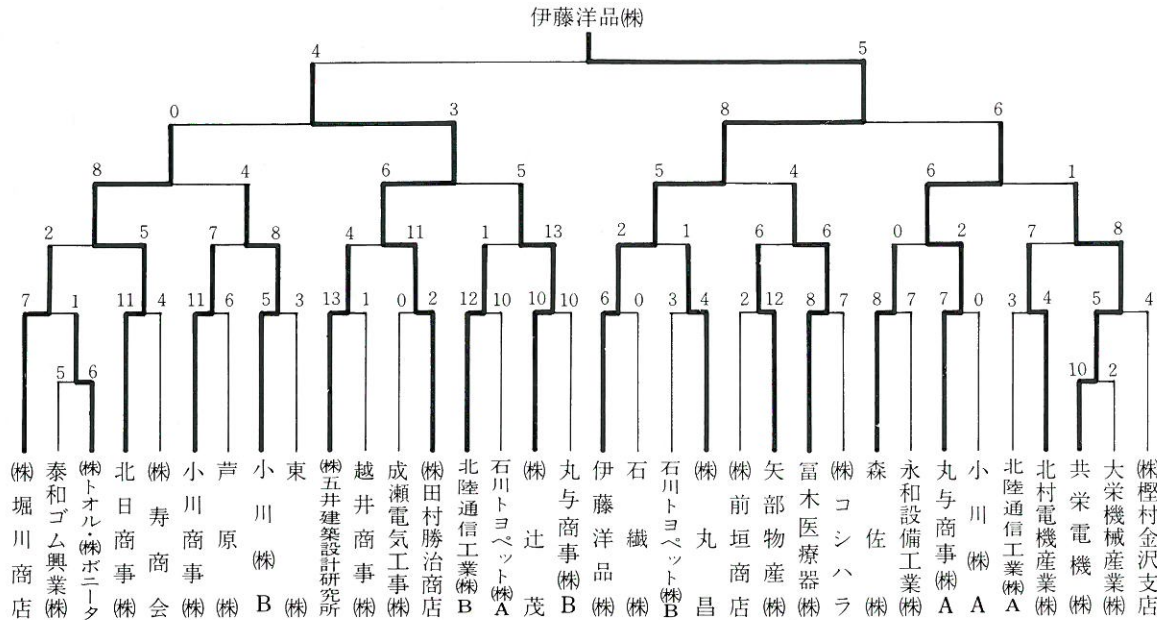 伊藤洋品㈱
4 5
0 3 8 6
8 4 6 5 5 4 6 1
2 5 7 8 4 11 1 13 2 1 6 6 0 2 7 8
7 1 11 4 11 6 5 3 13 1 0 2 12 10 10 10 6 0 3 4 2 12 8 7 8 7 7 0 3 4 5 4
5 6 10 2
㈱堀川商店
泰和ゴム興業㈱
㈱トオル・㈱ボニータ
北日商事㈱
㈱寿商会
小川商事㈱
芦原㈱
小川㈱B
東㈱
㈱五井建築設計研究所
越井商事㈱
成瀬電気工事㈱
㈱田村勝治商店
北陸通信工業㈱B
石川トヨペット㈱A
㈱辻茂
丸与商事㈱B
伊藤洋品㈱
石繊㈱
石川トヨペット㈱B
㈱丸昌
㈱前垣商店
矢部物産㈱
冨木医療器㈱
㈱コシハラ
森佐㈱
永和設備工業㈱
丸与商事㈱A
小川㈱A
北陸通信工業㈱A
北村電機産業㈱
共栄電機㈱
大栄機械産業㈱
㈱樫村金沢支店